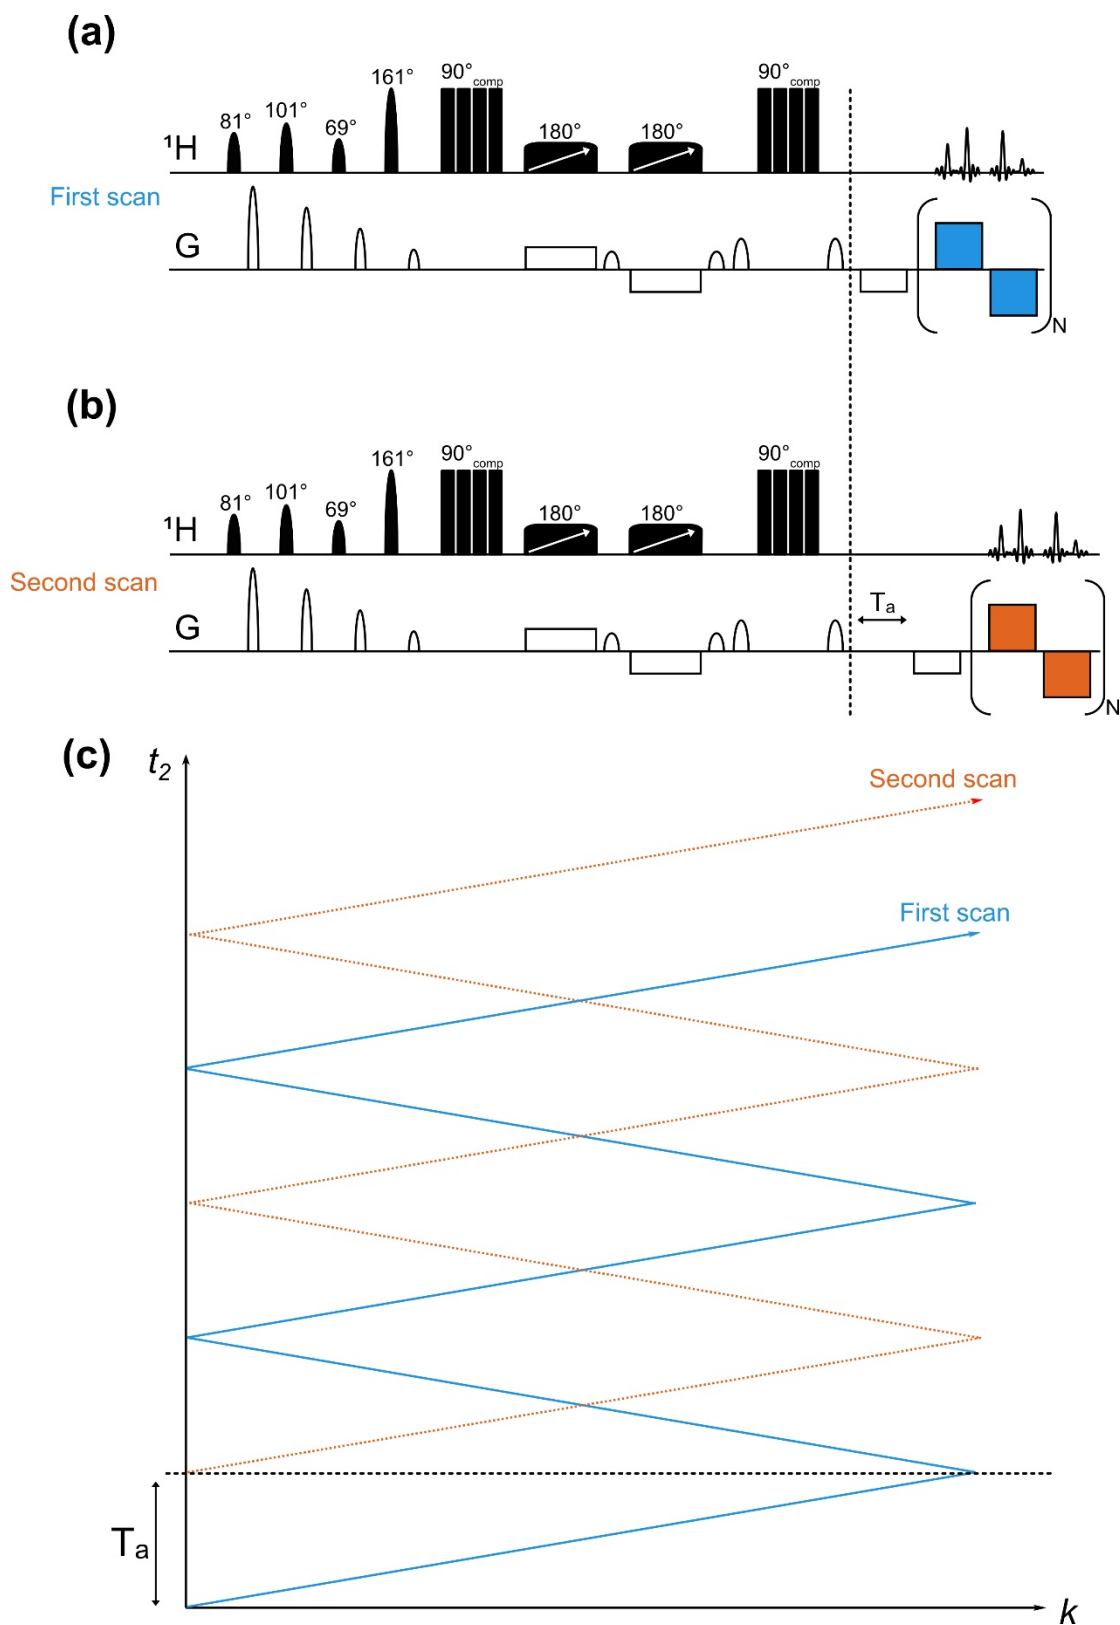 (a)
81° 101° 69° 161° 90° comp 180° 180° 90° comp
¹H
First scan
G
N
(b)
81° 101° 69° 161° 90° comp 180° 180° 90° comp
¹H
Second scan
Tₐ
G
N
(c)
t₂
Second scan
First scan
Tₐ
k